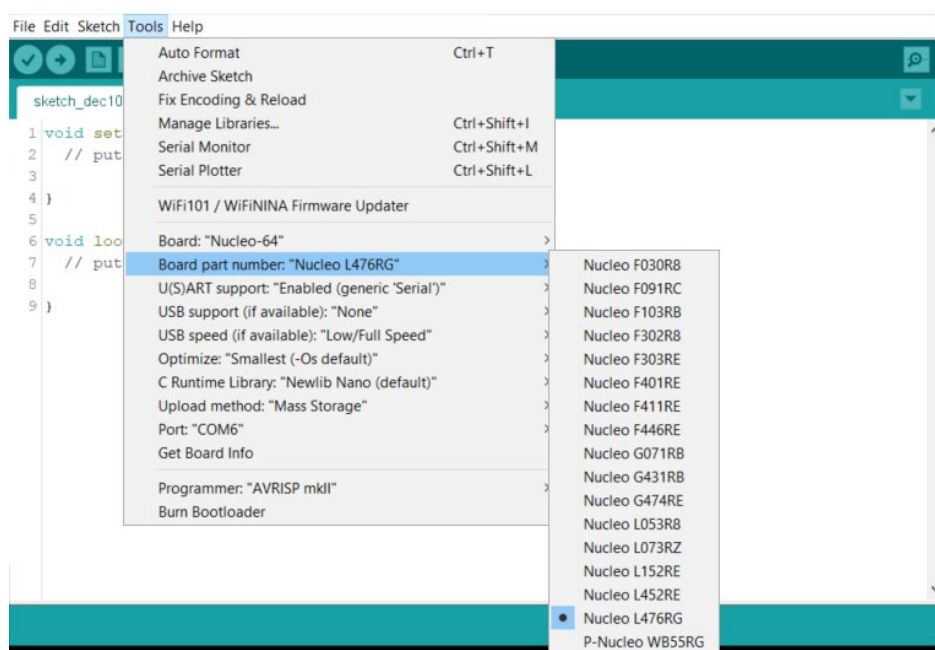 File Edit Sketch Tools Help
sketch_dec10
1 void set
2 // put
3
4 }
5
6 void loo
7 // put
8
9 }
Auto Format Ctrl+T
Archive Sketch
Fix Encoding & Reload
Manage Libraries... Ctrl+Shift+I
Serial Monitor Ctrl+Shift+M
Serial Plotter Ctrl+Shift+L
WiFi101 / WiFiNINA Firmware Updater
Board: "Nucleo-64"
Board part number: "Nucleo L476RG"
U(S)ART support: "Enabled (generic 'Serial')"
USB support (if available): "None"
USB speed (if available): "Low/Full Speed"
Optimize: "Smallest (-Os default)"
C Runtime Library: "Newlib Nano (default)"
Upload method: "Mass Storage"
Port: "COM6"
Get Board Info
Programmer: "AVRISP mkII"
Burn Bootloader
Nucleo F030R8
Nucleo F091RC
Nucleo F103RB
Nucleo F302R8
Nucleo F303RE
Nucleo F401RE
Nucleo F411RE
Nucleo F446RE
Nucleo G071RB
Nucleo G431RB
Nucleo G474RE
Nucleo L053R8
Nucleo L073RZ
Nucleo L152RE
Nucleo L452RE
Nucleo L476RG
P-Nucleo WB55RG